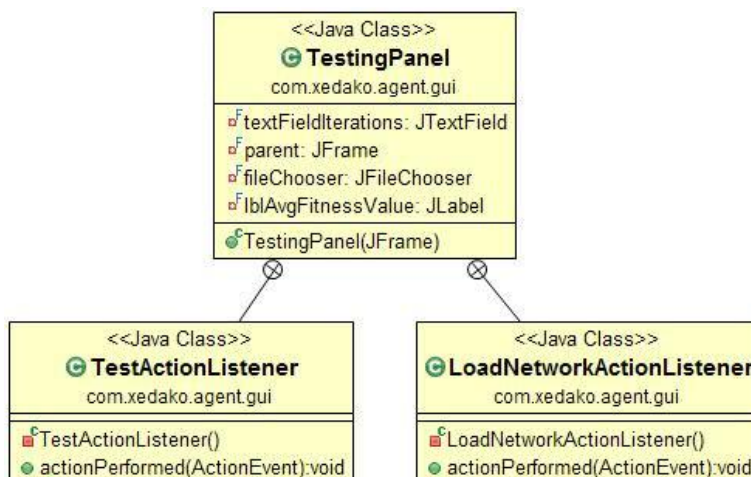 <<Java Class>>
TestingPanel
com.xedako.agent.gui
textFieldIterations: JTextField
parent: JFrame
fileChooser: JFileChooser
lblAvgFitnessValue: JLabel
TestingPanel(JFrame)
<<Java Class>>
TestActionListener
com.xedako.agent.gui
TestActionListener()
actionPerformed(ActionEvent):void
<<Java Class>>
LoadNetworkActionListener
com.xedako.agent.gui
LoadNetworkActionListener()
actionPerformed(ActionEvent):void